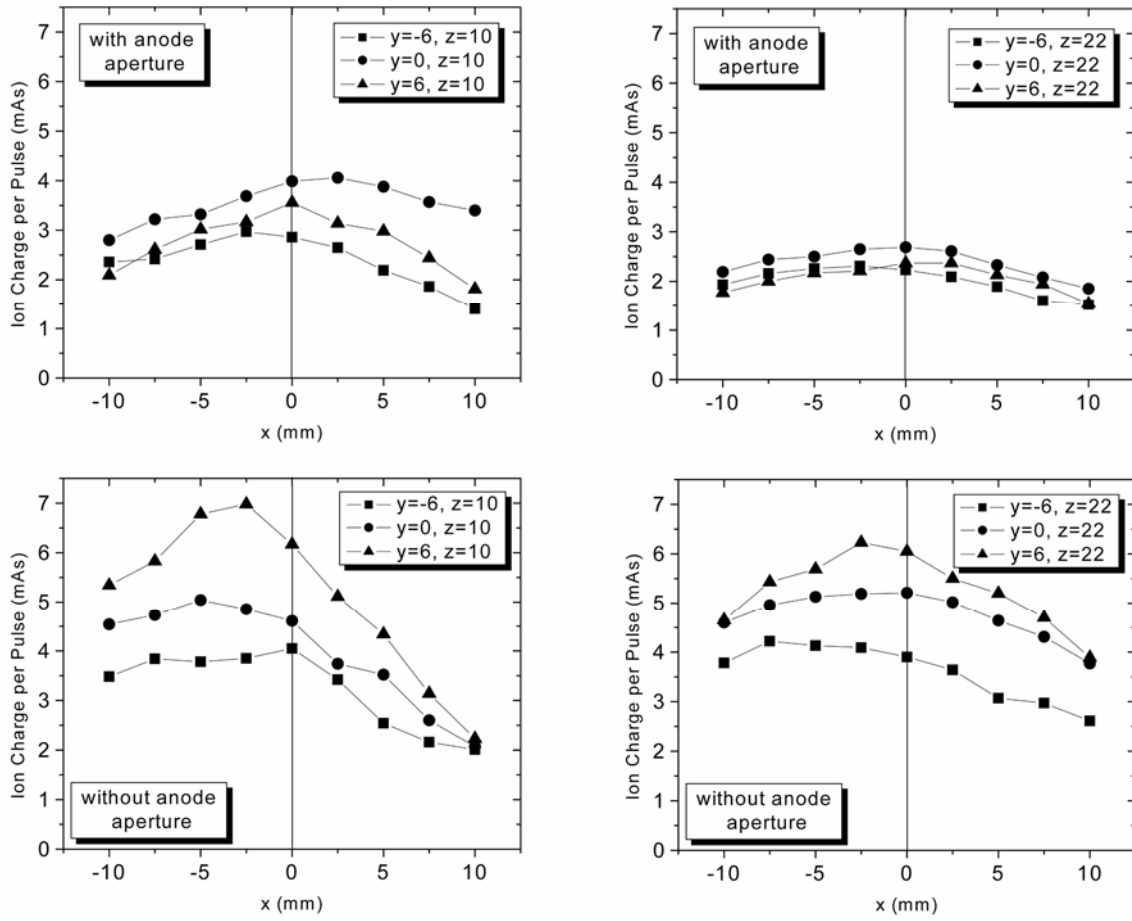 with anode
aperture
y=-6, z=10
y=0, z=10
y=6, z=10
Ion Charge per Pulse (mAs)
7
6
5
4
3
2
1
0
-10
-5
0
5
10
x (mm)
with anode
aperture
y=-6, z=22
y=0, z=22
y=6, z=22
Ion Charge per Pulse (mAs)
7
6
5
4
3
2
1
0
-10
-5
0
5
10
x (mm)
y=-6, z=10
y=0, z=10
y=6, z=10
Ion Charge per Pulse (mAs)
7
6
5
4
3
2
1
0
without anode
aperture
-10
-5
0
5
10
x (mm)
y=-6, z=22
y=0, z=22
y=6, z=22
Ion Charge per Pulse (mAs)
7
6
5
4
3
2
1
0
without anode
aperture
-10
-5
0
5
10
x (mm)